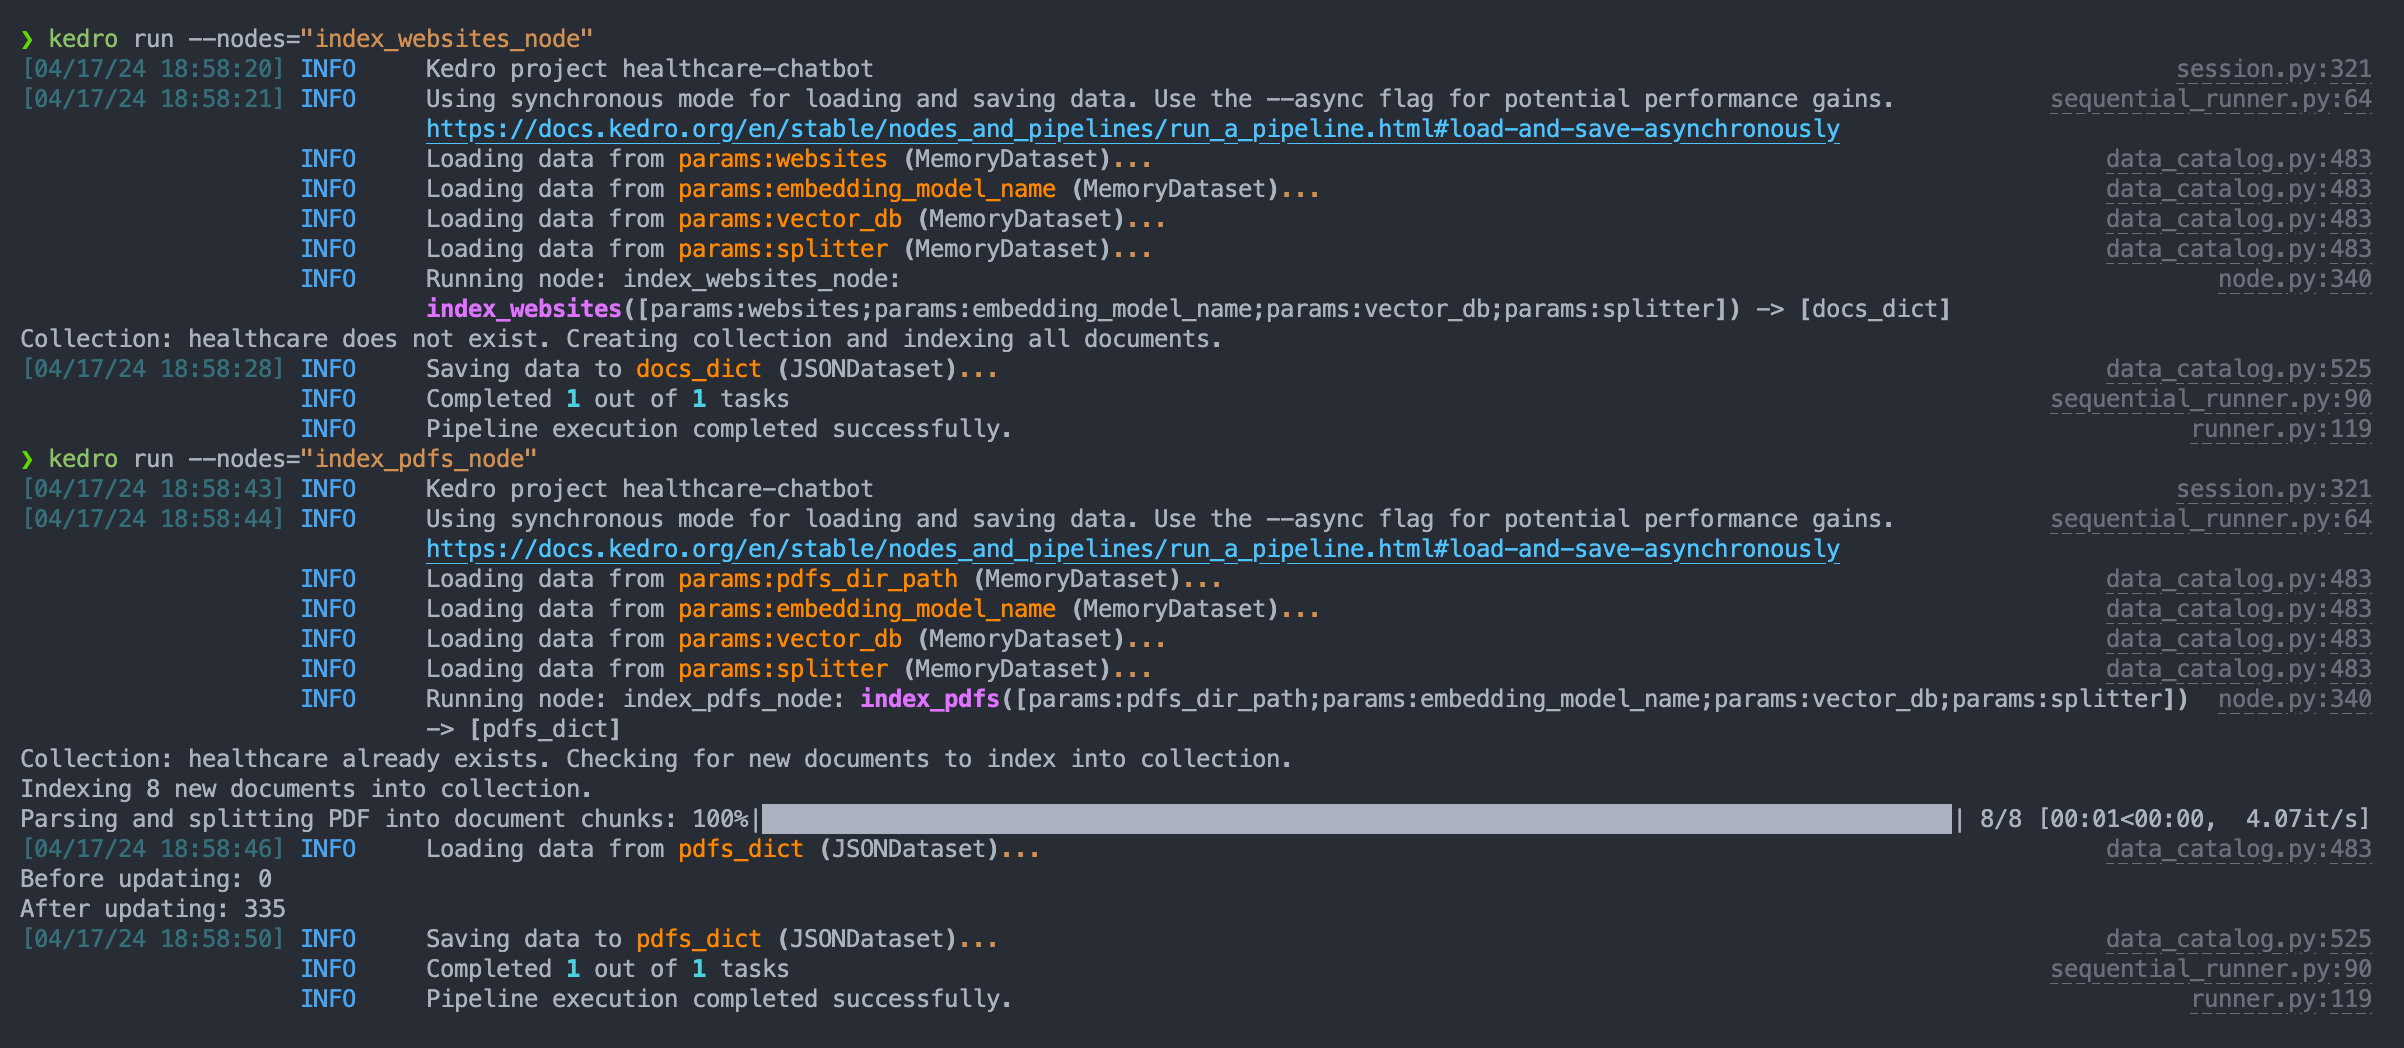 ❯ kedro run --nodes="index_websites_node"
[04/17/24 18:58:20] INFO     Kedro project healthcare-chatbot     session.py:321
[04/17/24 18:58:21] INFO     Using synchronous mode for loading and saving data. Use the --async flag for potential performance gains.     sequential_runner.py:64
https://docs.kedro.org/en/stable/nodes_and_pipelines/run_a_pipeline.html#load-and-save-asynchronously
INFO     Loading data from params:websites (MemoryDataset)...     data_catalog.py:483
INFO     Loading data from params:embedding_model_name (MemoryDataset)...     data_catalog.py:483
INFO     Loading data from params:vector_db (MemoryDataset)...     data_catalog.py:483
INFO     Loading data from params:splitter (MemoryDataset)...     data_catalog.py:483
INFO     Running node: index_websites_node:     node.py:340
index_websites([params:websites;params:embedding_model_name;params:vector_db;params:splitter]) -> [docs_dict]
Collection: healthcare does not exist. Creating collection and indexing all documents.
[04/17/24 18:58:28] INFO     Saving data to docs_dict (JSONDataset)...     data_catalog.py:525
INFO     Completed 1 out of 1 tasks     sequential_runner.py:90
INFO     Pipeline execution completed successfully.     runner.py:119
❯ kedro run --nodes="index_pdfs_node"
[04/17/24 18:58:43] INFO     Kedro project healthcare-chatbot     session.py:321
[04/17/24 18:58:44] INFO     Using synchronous mode for loading and saving data. Use the --async flag for potential performance gains.     sequential_runner.py:64
https://docs.kedro.org/en/stable/nodes_and_pipelines/run_a_pipeline.html#load-and-save-asynchronously
INFO     Loading data from params:pdfs_dir_path (MemoryDataset)...     data_catalog.py:483
INFO     Loading data from params:embedding_model_name (MemoryDataset)...     data_catalog.py:483
INFO     Loading data from params:vector_db (MemoryDataset)...     data_catalog.py:483
INFO     Loading data from params:splitter (MemoryDataset)...     data_catalog.py:483
INFO     Running node: index_pdfs_node: index_pdfs([params:pdfs_dir_path;params:embedding_model_name;params:vector_db;params:splitter])     node.py:340
-> [pdfs_dict]
Collection: healthcare already exists. Checking for new documents to index into collection.
Indexing 8 new documents into collection.
Parsing and splitting PDF into document chunks: 100%|     | 8/8 [00:01<00:00,  4.07it/s]
[04/17/24 18:58:46] INFO     Loading data from pdfs_dict (JSONDataset)...     data_catalog.py:483
Before updating: 0
After updating: 335
[04/17/24 18:58:50] INFO     Saving data to pdfs_dict (JSONDataset)...     data_catalog.py:525
INFO     Completed 1 out of 1 tasks     sequential_runner.py:90
INFO     Pipeline execution completed successfully.     runner.py:119